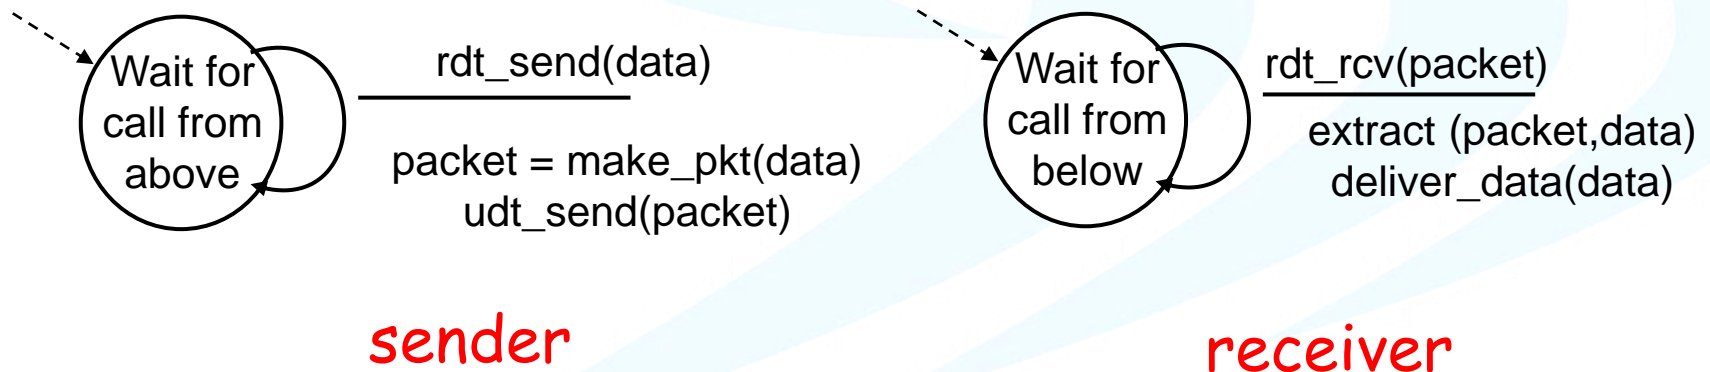 Wait for
call from
above
rdt_send(data)
packet = make_pkt(data)
udt_send(packet)
sender
Wait for
call from
below
rdt_rcv(packet)
extract (packet,data)
deliver_data(data)
receiver